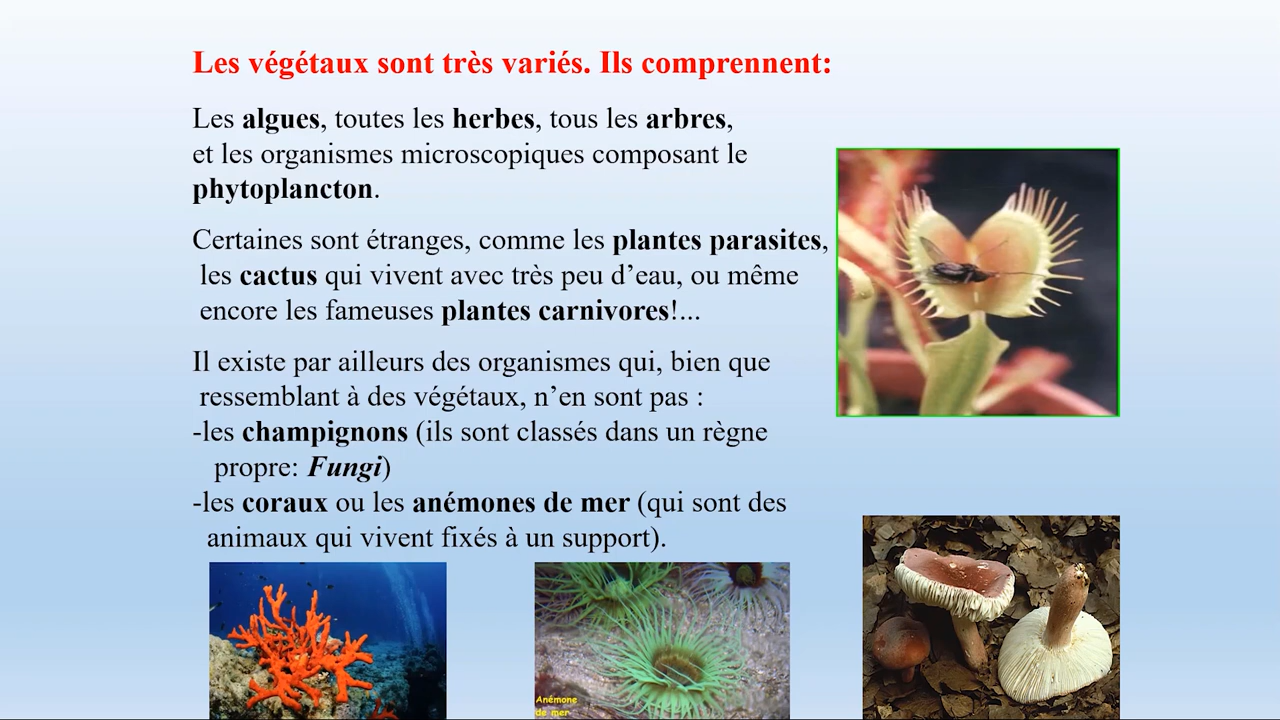 Les végétaux sont très variés. Ils comprennent:
Les algues, toutes les herbes, tous les arbres,
et les organismes microscopiques composant le
phytoplancton.
Certaines sont étranges, comme les plantes parasites,
les cactus qui vivent avec très peu d’eau, ou même
encore les fameuses plantes carnivores!...
Il existe par ailleurs des organismes qui, bien que
ressemblant à des végétaux, n’en sont pas :
-les champignons (ils sont classés dans un règne
propre: Fungi)
-les coraux ou les anémones de mer (qui sont des
animaux qui vivent fixés à un support).
Anémone
de mer